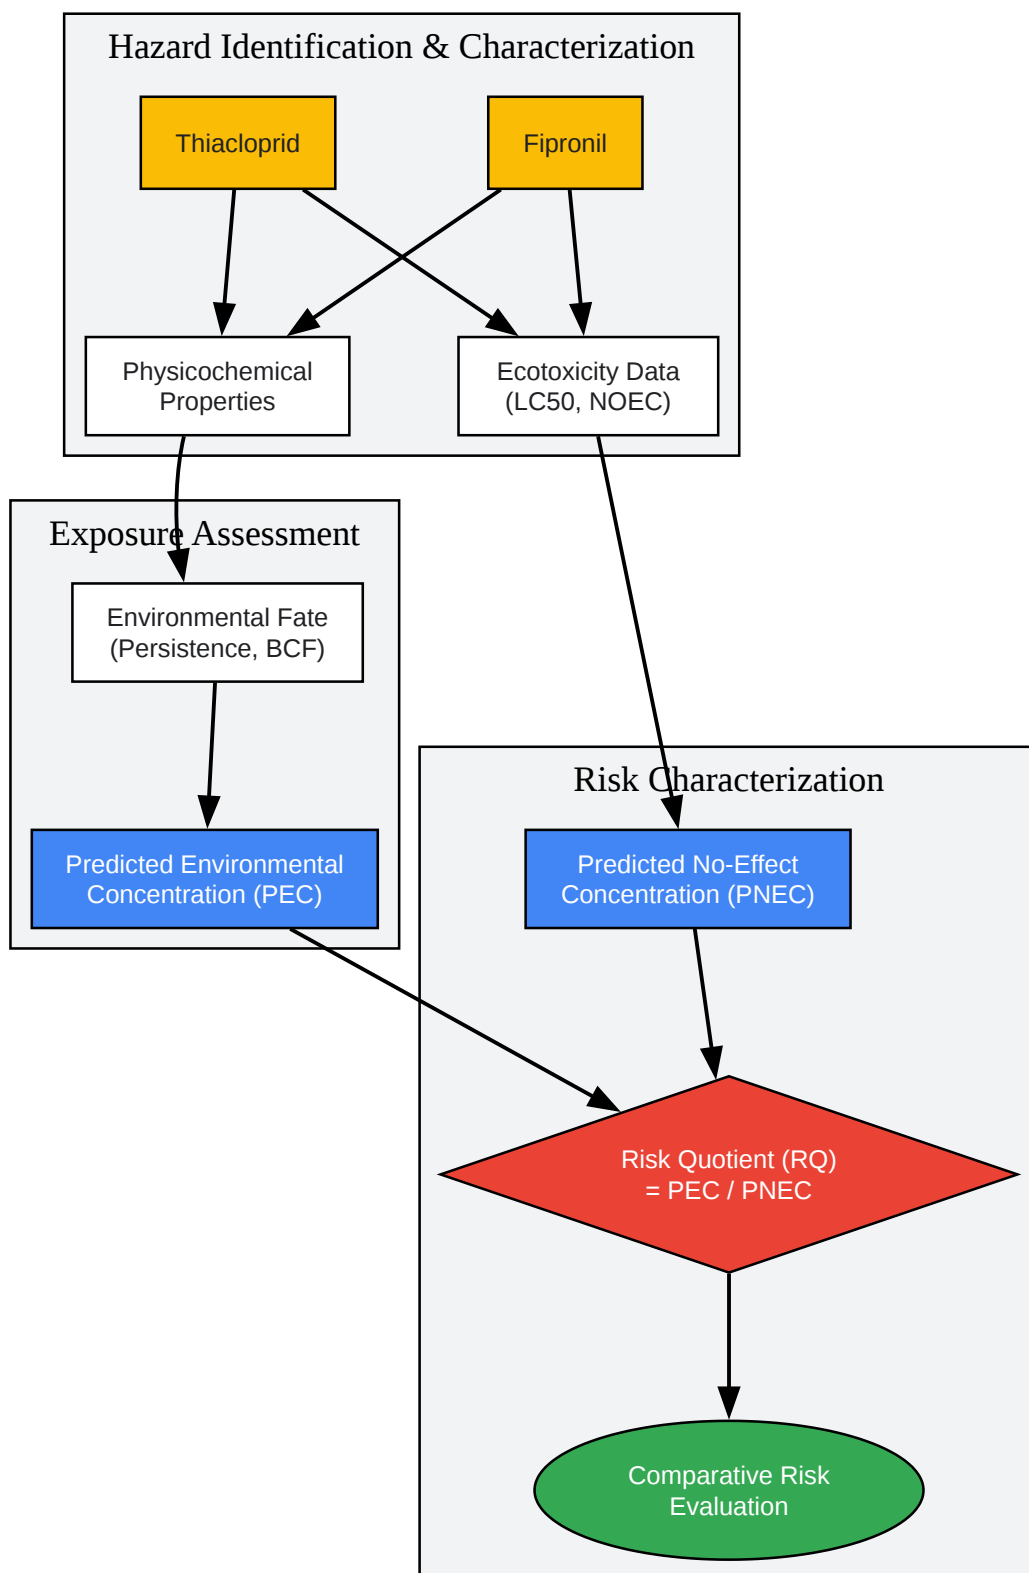 Hazard Identification & Characterization
Thiacloprid
Fipronil
Physicochemical
Properties
Ecotoxicity Data
(LC50, NOEC)
Exposure Assessment
Environmental Fate
(Persistence, BCF)
Predicted Environmental
Concentration (PEC)
Risk Characterization
Predicted No-Effect
Concentration (PNEC)
Risk Quotient (RQ)
= PEC / PNEC
Comparative Risk
Evaluation